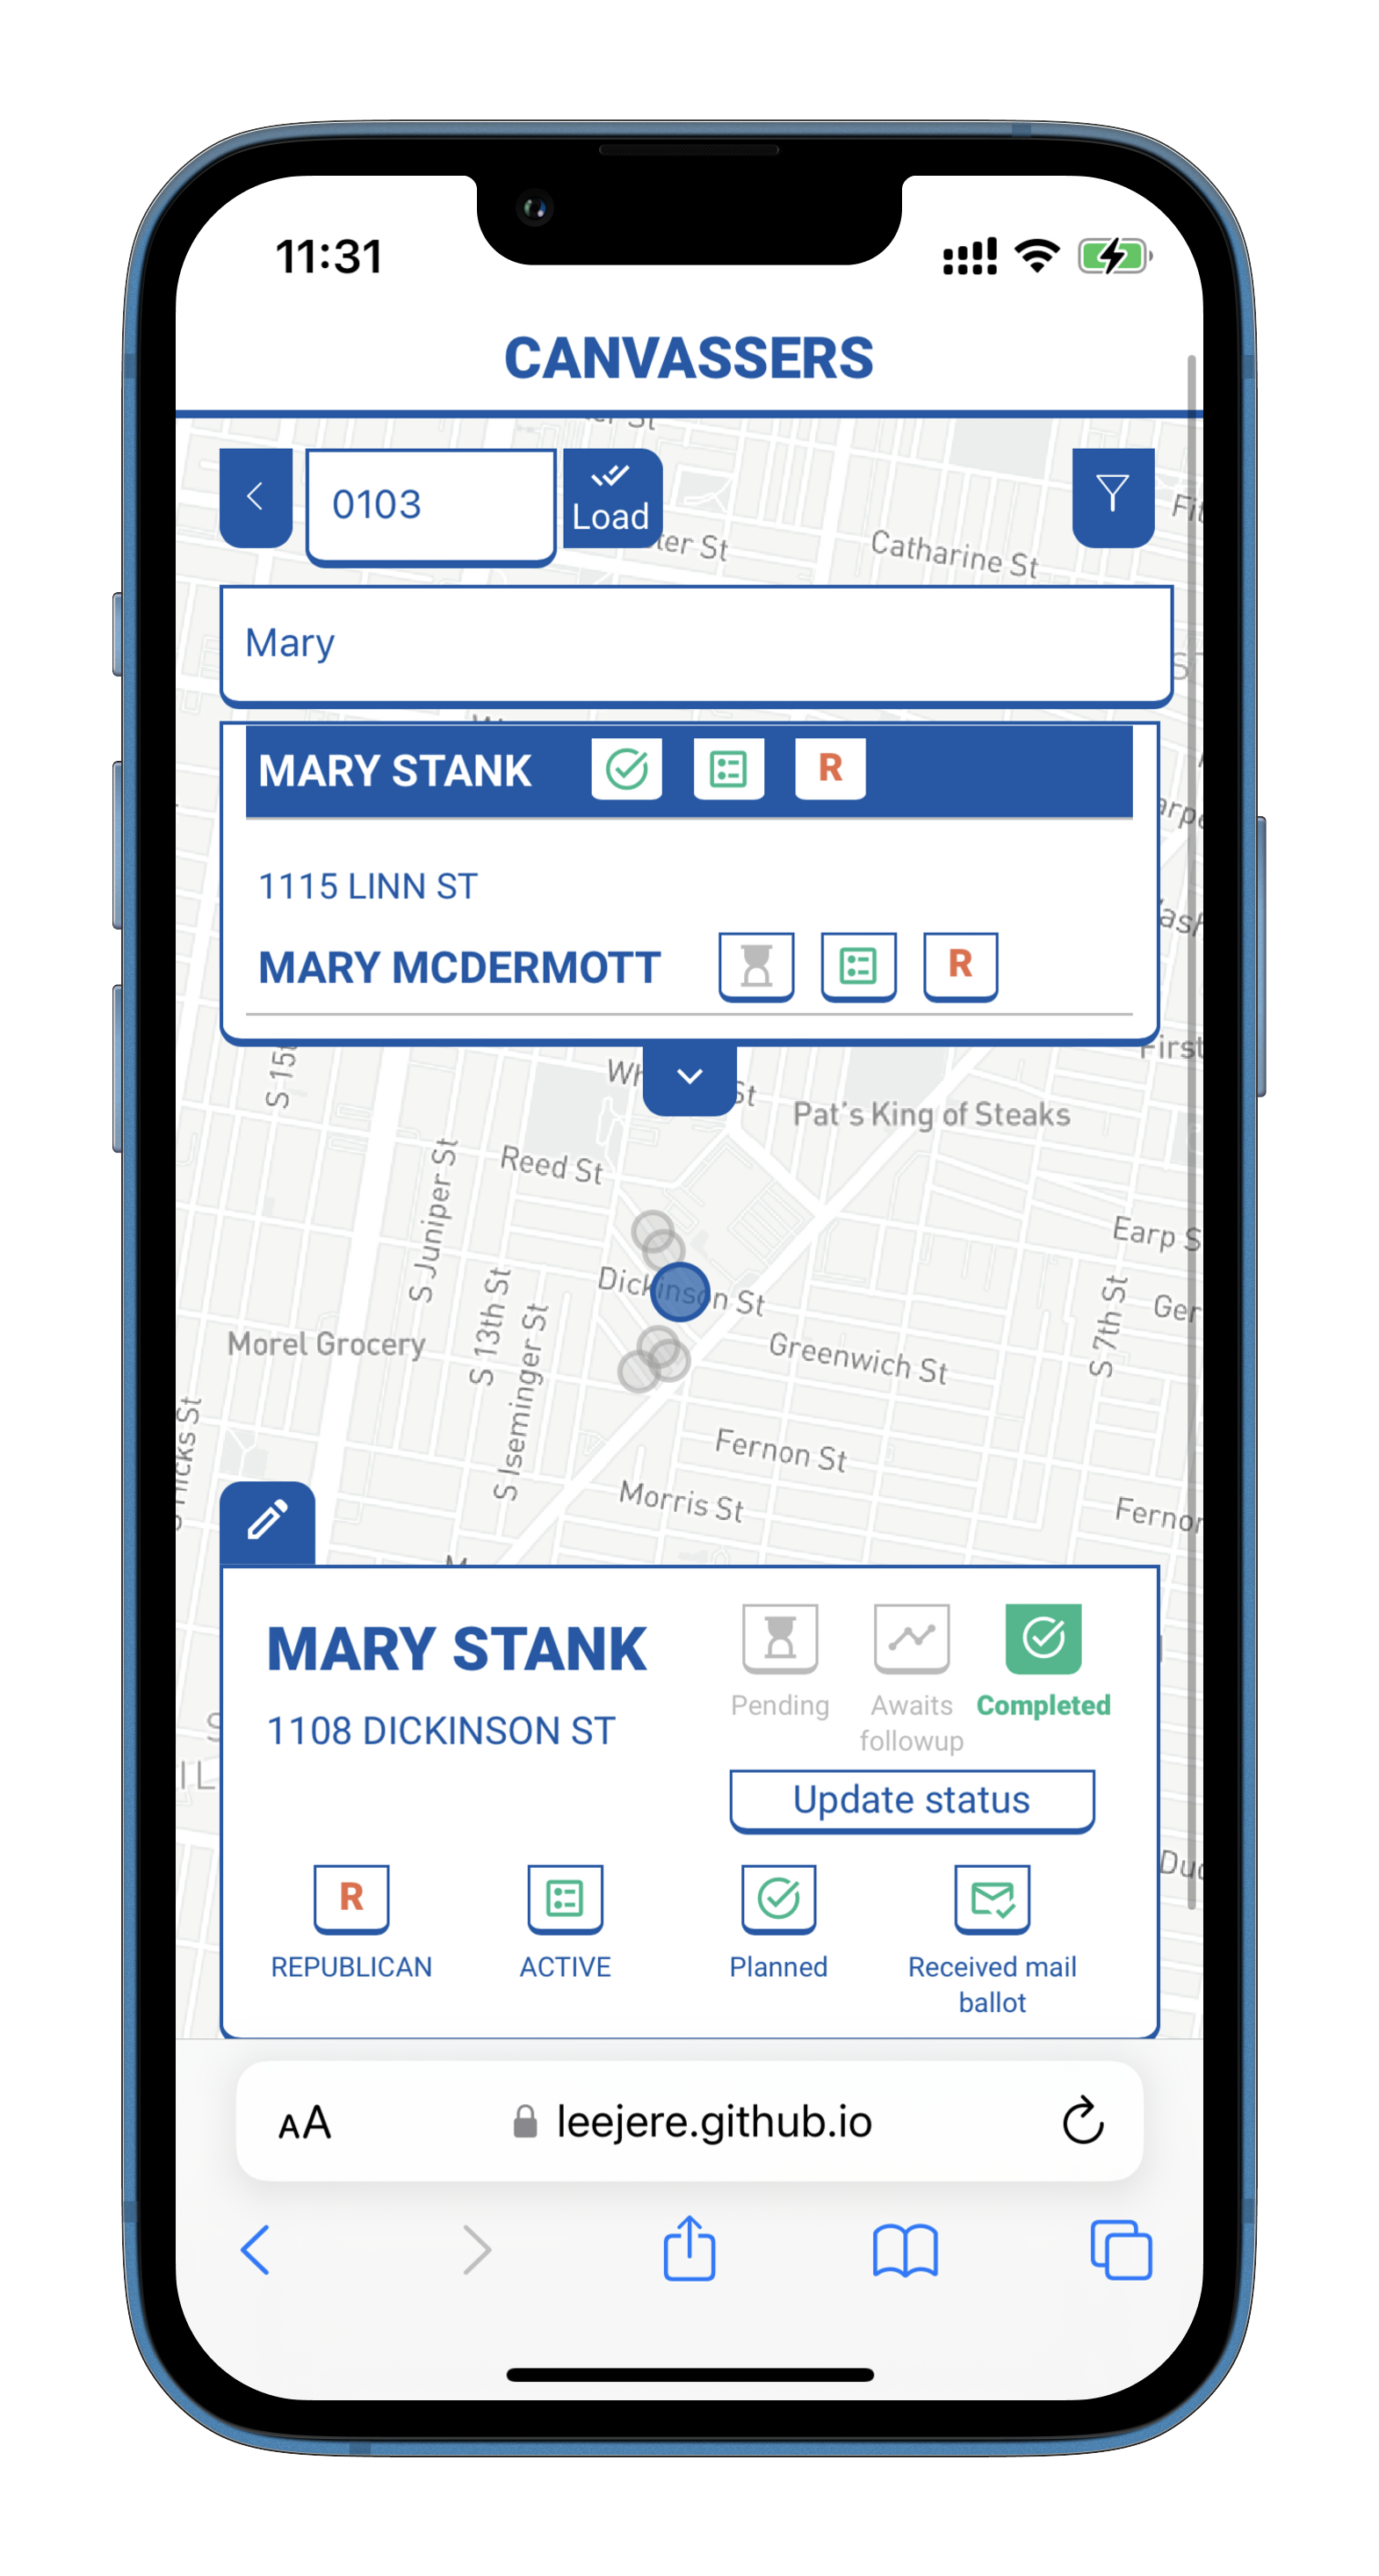 11:31
CANVASSERS
0103
Load
Catharine St
Mary
MARY STANK
R
1115 LINN ST
MARY MCDERMOTT
R
First
St
Pat's King of Steaks
Reed St
S Juniper St
Earp S
Dickinson St
S 13th St
S 7th St
Morel Grocery
Greenwich St
S Iseminger St
Fernon St
Morris St
MARY STANK
1108 DICKINSON ST
Pending
Awaits
followup
Completed
Update status
R
REPUBLICAN
ACTIVE
Planned
Received mail
ballot
AA
leejere.github.io